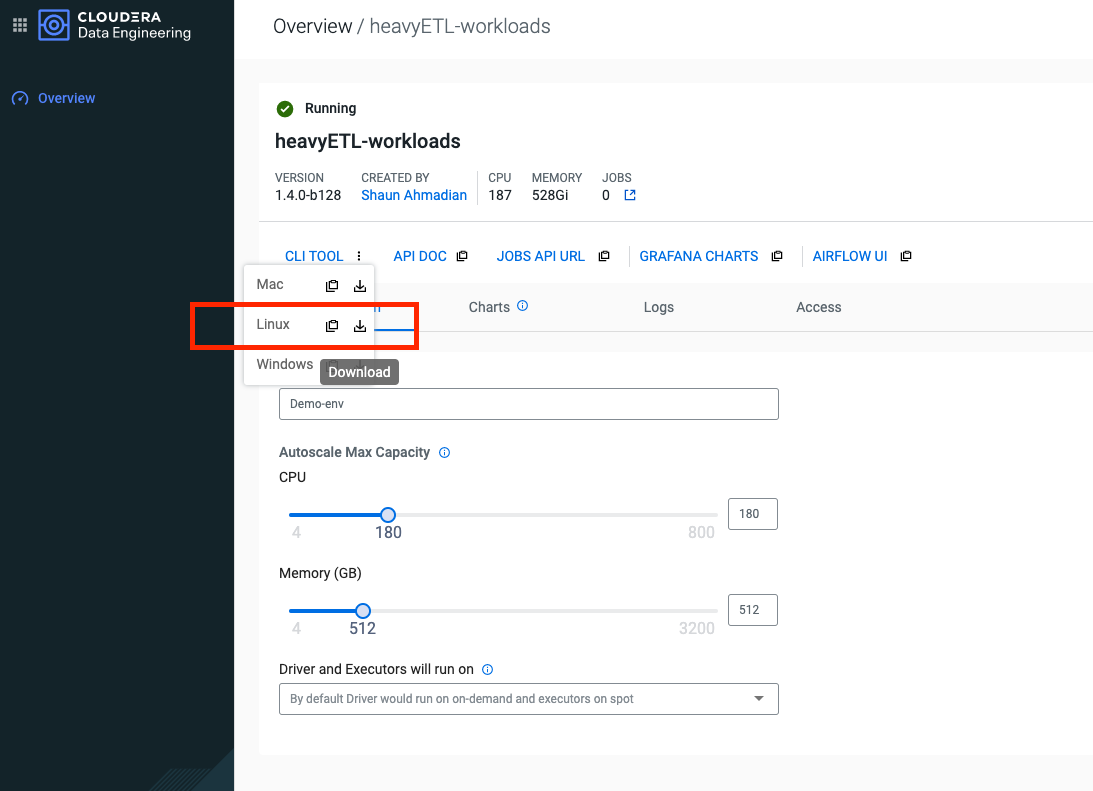 CLOUDERA
Data Engineering
Overview
Overview / heavyETL-workloads
Running
heavyETL-workloads
VERSION CREATED BY CPU MEMORY JOBS
1.4.0-b128 Shaun Ahmadian 187 528Gi 0
CLI TOOL API DOC JOBS API URL GRAFANA CHARTS AIRFLOW UI
Mac
Charts Logs Access
Linux
Windows
Download
Demo-env
Autoscale Max Capacity
CPU
180
4 180 800
Memory (GB)
512
4 512 3200
Driver and Executors will run on
By default Driver would run on on-demand and executors on spot